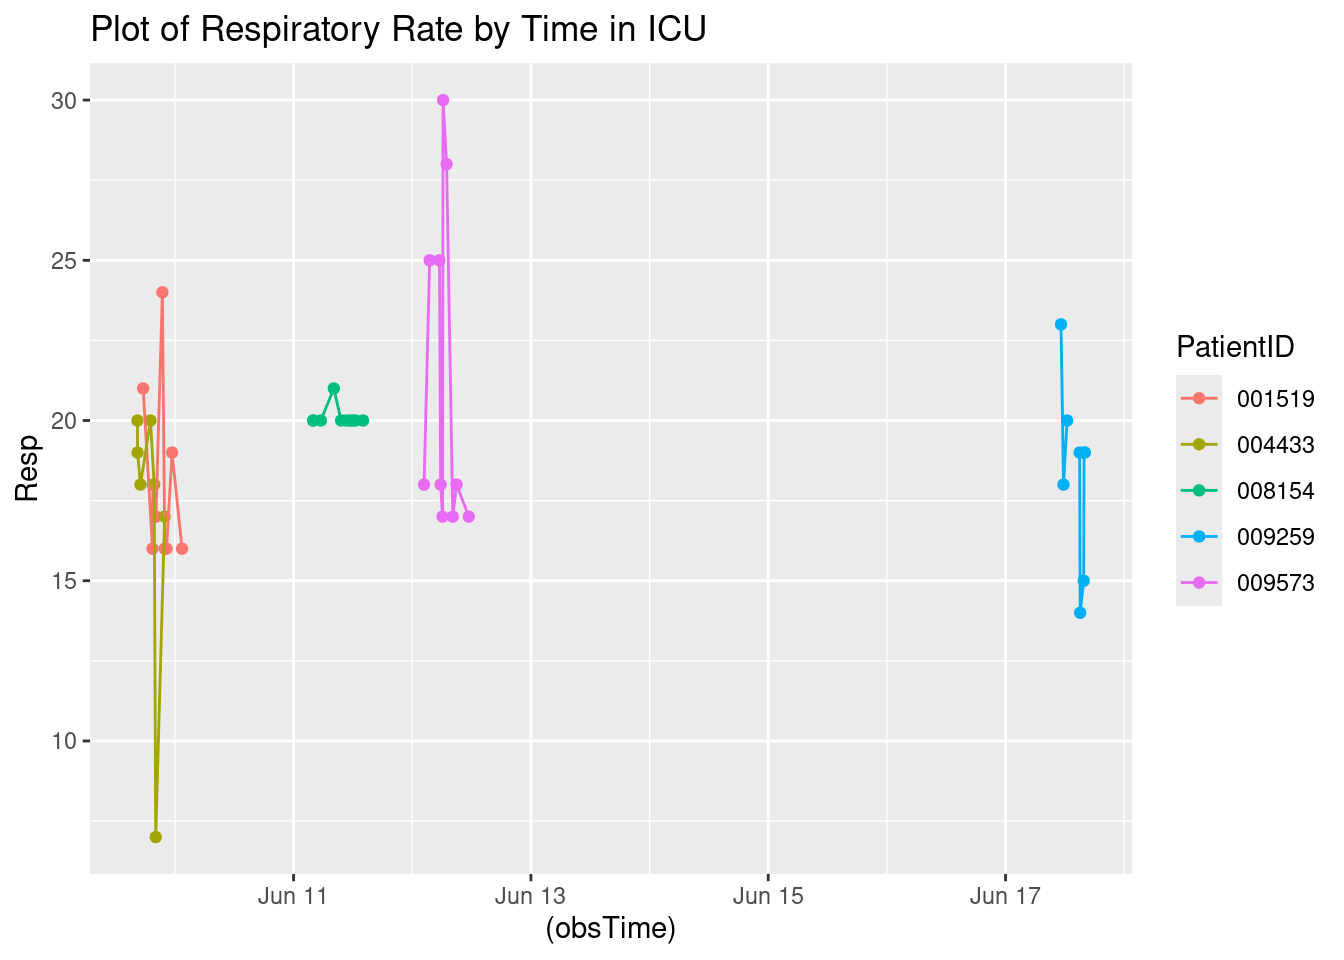 Plot of Respiratory Rate by Time in ICU
30
25
20
15
10
Resp
Jun 11 Jun 13 Jun 15 Jun 17
(obsTime)
PatientID
001519
004433
008154
009259
009573